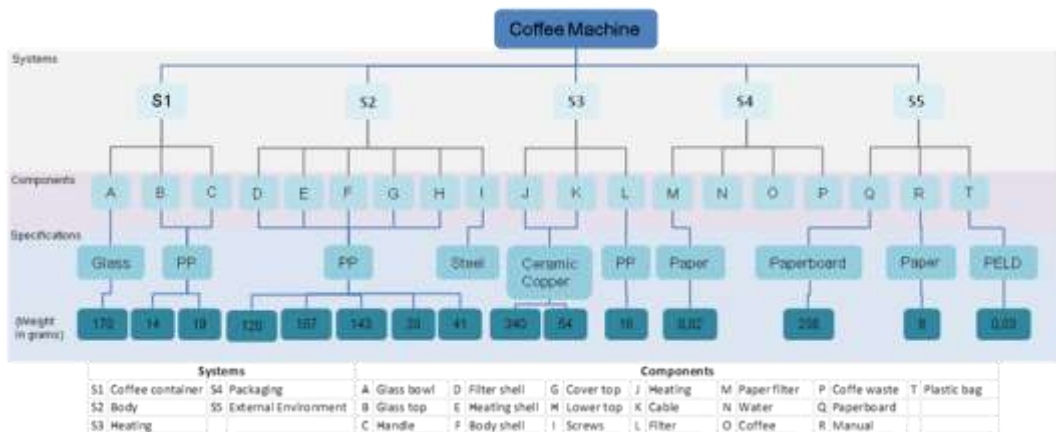 Coffee Machine
Systems
S1 S2 S3 S4 S5
Components
A B C D E F G H I J K L M N O P Q R T
Specifications
Glass PP PP Steel Ceramic Copper PP Paper Paperboard Paper PELD
(Weight in grams)
170 14 19 120 167 143 41 340 54 16 0,02 8 0,03
Systems Components
S1 Coffee container S4 Packaging A Glass bowl D Filter shell G Cover top J Heating M Paper filter P Coffe waste T Plastic bag
S2 Body S5 External Environment B Glass top E Heating shell H Lower top K Cable N Water Q Paperboard
S3 Heating C Handle F Body shell I Screws L Filter O Coffee R Manual